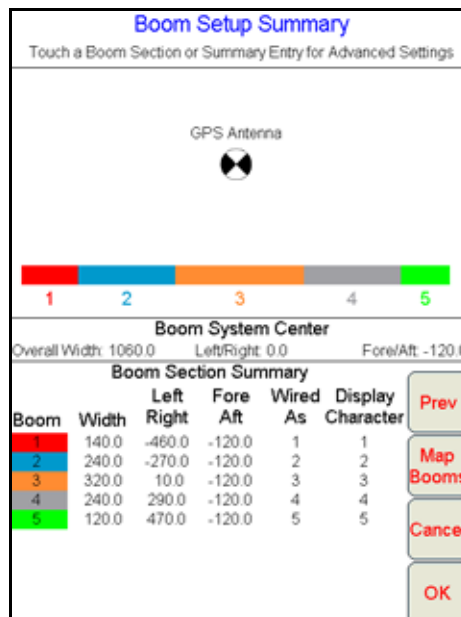 Boom Setup Summary
Touch a Boom Section or Summary Entry for Advanced Settings
GPS Antenna
1 2 3 4 5
Boom System Center
Overall Width: 1060.0 Left/Right: 0.0 Fore/Aft: -120.0
Boom Section Summary
Boom Width Left Right Fore Aft Wired As Display Character
1 140.0 -460.0 -120.0 1 1
2 240.0 -270.0 -120.0 2 2
3 320.0 10.0 -120.0 3 3
4 240.0 290.0 -120.0 4 4
5 120.0 470.0 -120.0 5 5
Prev
Map Booms
Cancel
OK